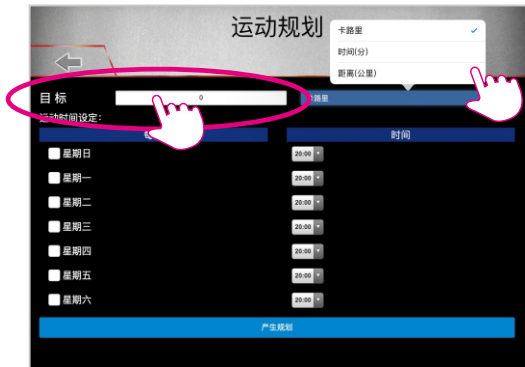 运动规划
卡路里
时间(分)
距离(公里)
目标
0
卡路里
运动时间设定:
时间
星期日
20:00
星期一
20:00
星期二
20:00
星期三
20:00
星期四
20:00
星期五
20:00
星期六
20:00
产生规划